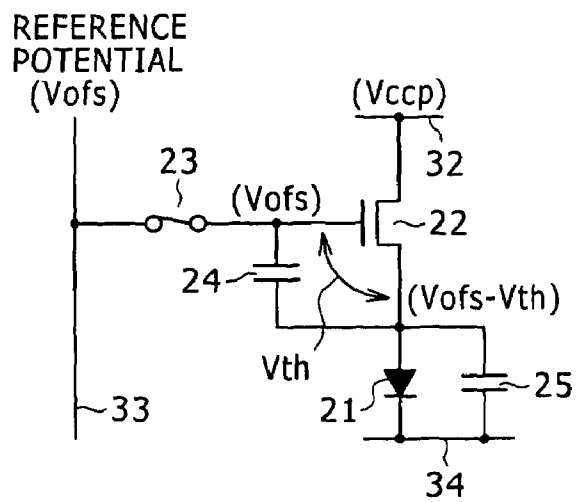 REFERENCE
POTENTIAL
(Vofs)
(Vccp)
32
23
(Vofs)
22
24
(Vofs-Vth)
Vth
21
25
33
34